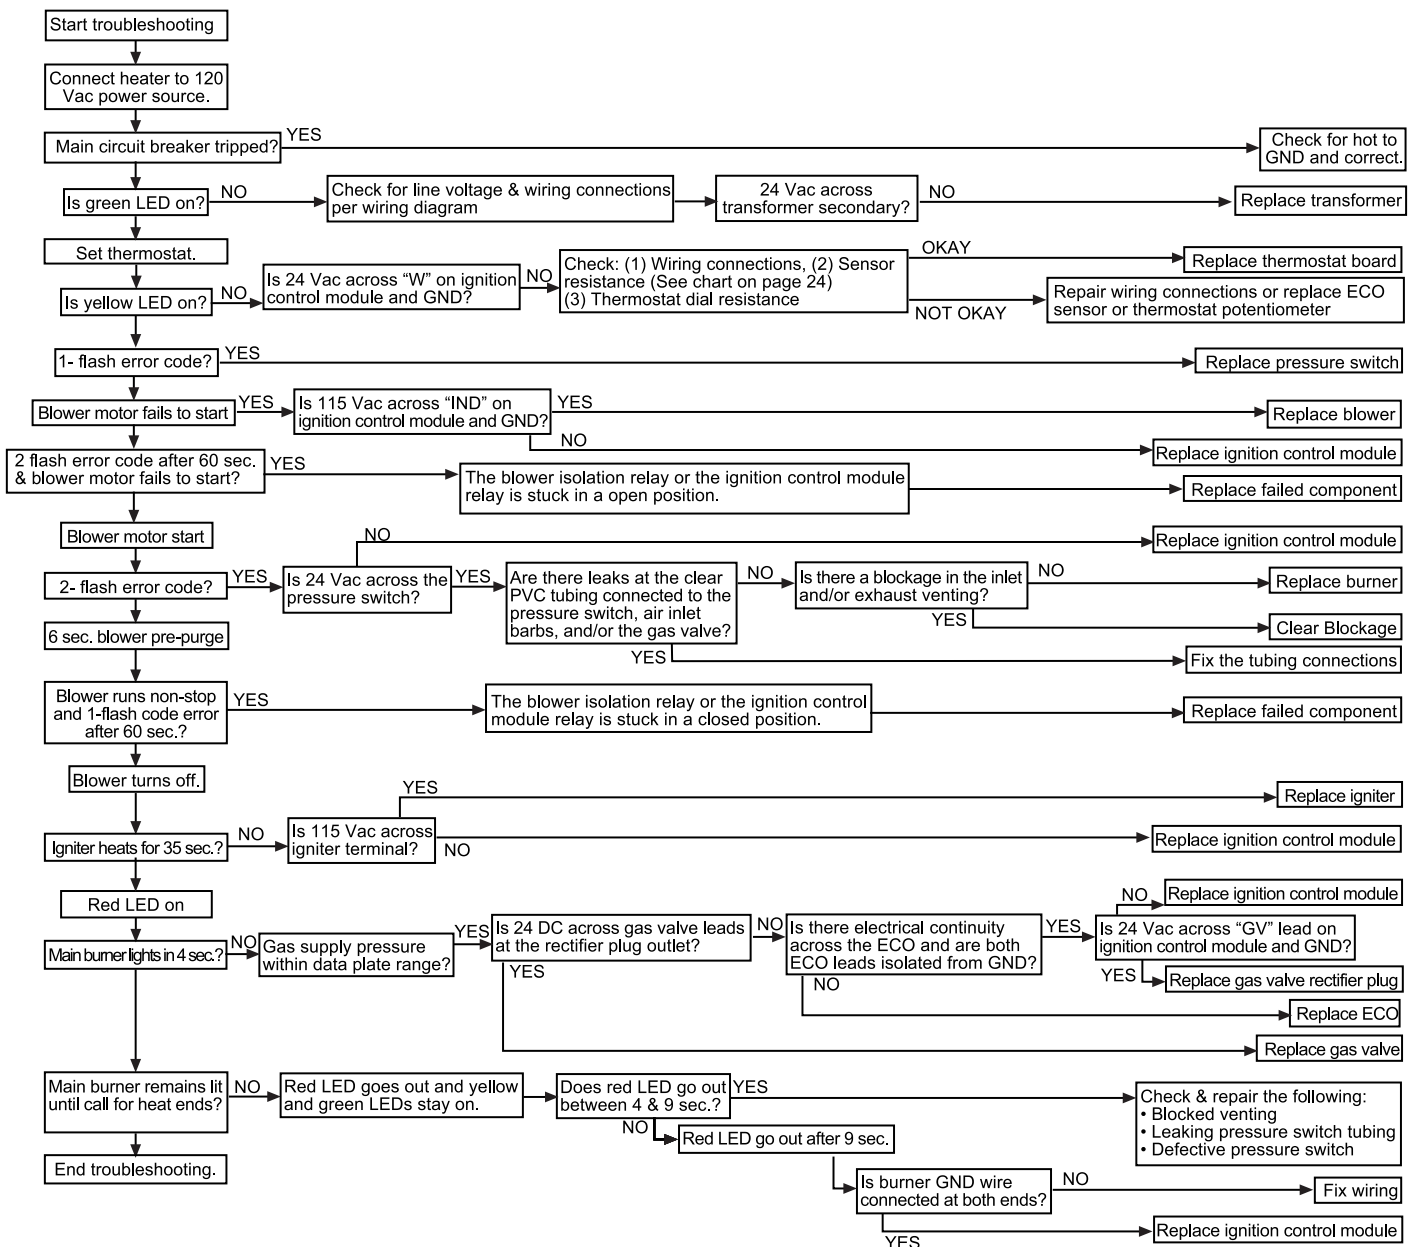 Start troubleshooting
Connect heater to 120
Vac power source.
Main circuit breaker tripped?
YES
Check for hot to
GND and correct.
Is green LED on?
NO
Check for line voltage & wiring connections
per wiring diagram
24 Vac across
transformer secondary?
NO
Replace transformer
Set thermostat.
Is yellow LED on?
NO
Is 24 Vac across “W” on ignition
control module and GND?
NO
Check: (1) Wiring connections, (2) Sensor
resistance (See chart on page 24)
(3) Thermostat dial resistance
OKAY
Replace thermostat board
NOT OKAY
Repair wiring connections or replace ECO
sensor or thermostat potentiometer
1- flash error code?
YES
Replace pressure switch
Blower motor fails to start
YES
Is 115 Vac across “IND” on
ignition control module and GND?
YES
Replace blower
NO
Replace ignition control module
2 flash error code after 60 sec.
& blower motor fails to start?
YES
The blower isolation relay or the ignition control module
relay is stuck in a open position.
Replace failed component
Blower motor start
2- flash error code?
YES
Is 24 Vac across the
pressure switch?
NO
Replace ignition control module
YES
Are there leaks at the clear
PVC tubing connected to the
pressure switch, air inlet
barbs, and/or the gas valve?
NO
Is there a blockage in the inlet
and/or exhaust venting?
NO
Replace burner
YES
Clear Blockage
YES
Fix the tubing connections
6 sec. blower pre-purge
Blower runs non-stop
and 1-flash code error
after 60 sec.?
YES
The blower isolation relay or the ignition control
module relay is stuck in a closed position.
Replace failed component
Blower turns off.
Igniter heats for 35 sec.?
NO
Is 115 Vac across
igniter terminal?
YES
Replace igniter
NO
Replace ignition control module
Red LED on
Main burner lights in 4 sec.?
NO
Gas supply pressure
within data plate range?
YES
Is 24 DC across gas valve leads
at the rectifier plug outlet?
NO
Is there electrical continuity
across the ECO and are both
ECO leads isolated from GND?
YES
Is 24 Vac across “GV” lead on
ignition control module and GND?
NO
Replace ignition control module
YES
Replace gas valve rectifier plug
NO
Replace ECO
YES
Replace gas valve
Main burner remains lit
until call for heat ends?
NO
Red LED goes out and yellow
and green LEDs stay on.
Does red LED go out
between 4 & 9 sec.?
YES
Check & repair the following:
• Blocked venting
• Leaking pressure switch tubing
• Defective pressure switch
NO
Red LED go out after 9 sec.
End troubleshooting.
Is burner GND wire
connected at both ends?
NO
Fix wiring
YES
Replace ignition control module